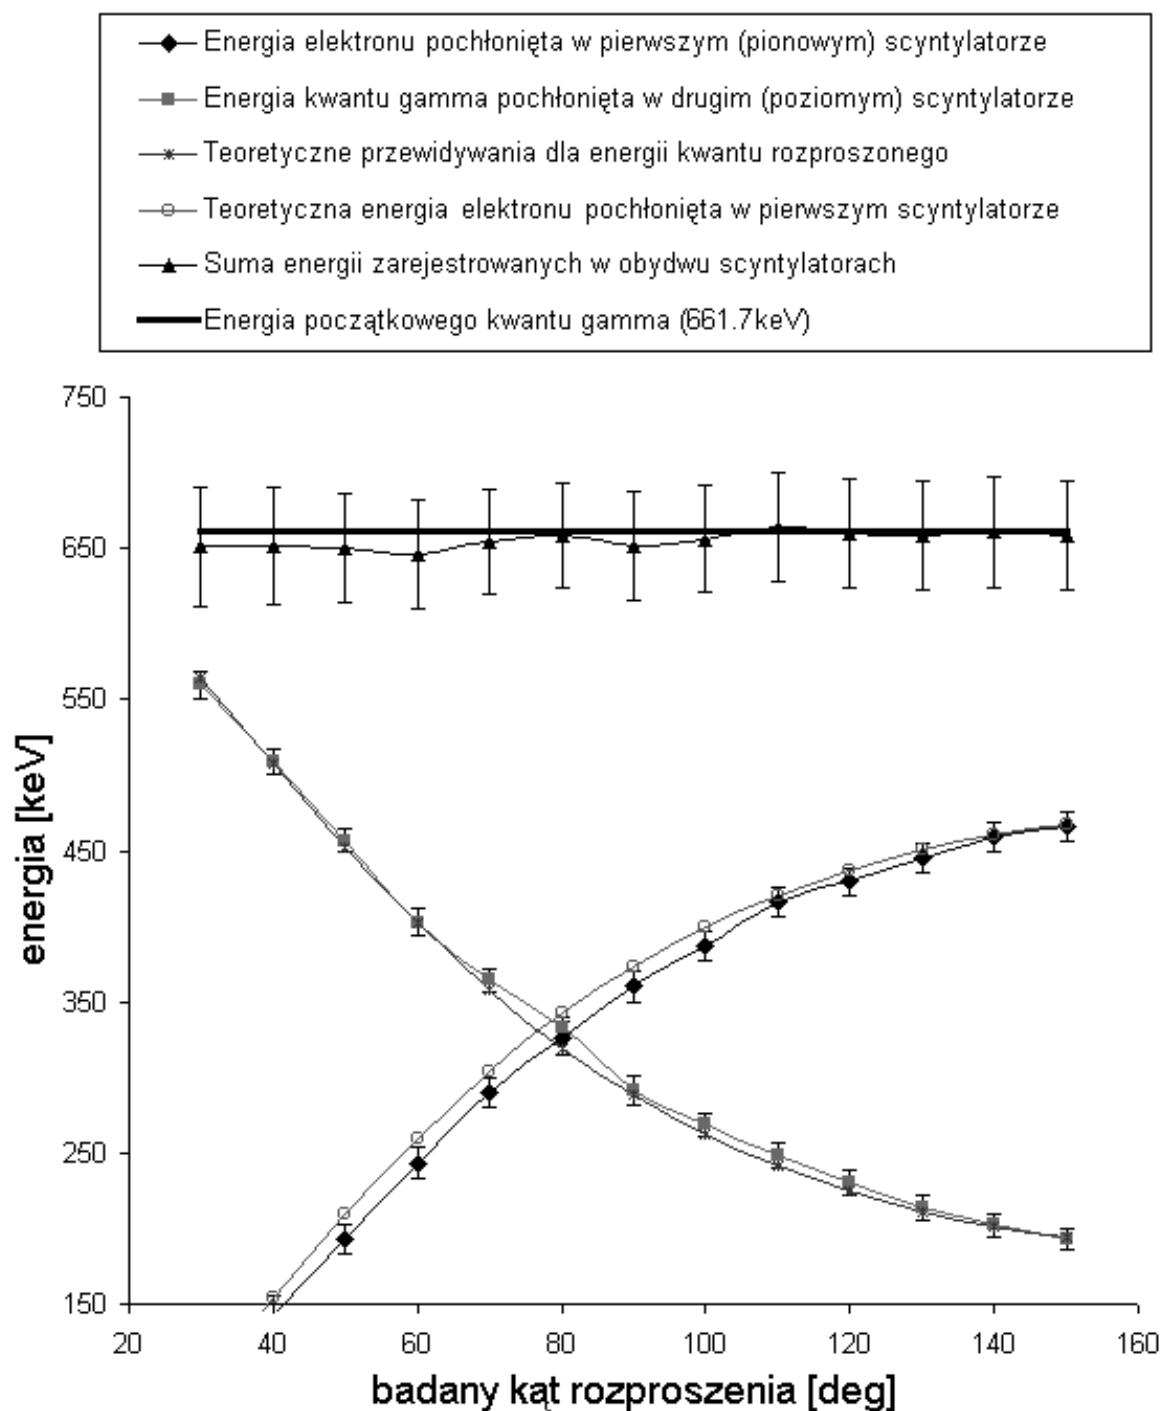 Energia elektronu pochłonięta w pierwszym (pionowym) scyntylatorze
Energia kwantu gamma pochłonięta w drugim (poziomym) scyntylatorze
Teoretyczne przewidywania dla energii kwantu rozproszonego
Teoretyczna energia elektronu pochłonięta w pierwszym scyntylatorze
Suma energii zarejestrowanych w obydwu scyntylatorach
Energia początkowego kwantu gamma (661.7keV)
750
650
550
450
350
250
150
energia [keV]
20 40 60 80 100 120 140 160
badany kąt rozproszenia [deg]